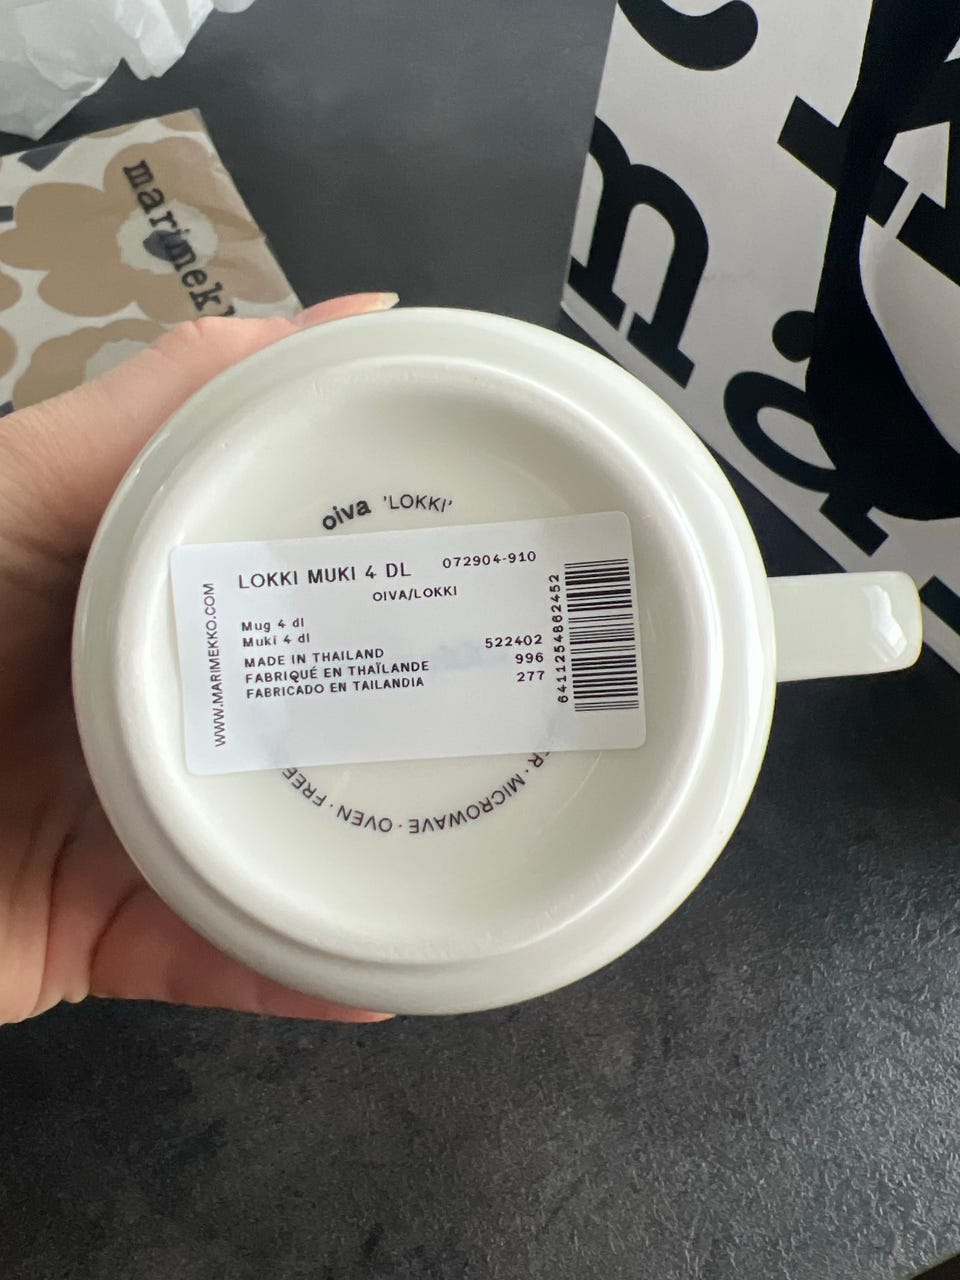 marimek
oiva 'LOKKI'
LOKKI MUKI 4 DL 072904-910
OIVA/LOKKI
Mug 4 dl
Muki 4 dl
MADE IN THAILAND 522402
FABRIQUÉ EN THAÏLANDE 996
FABRICADO EN TAILANDIA 277
WWW.MARIMEKKO.COM
6411254862452
R · MICROWAVE · OVEN · FREE